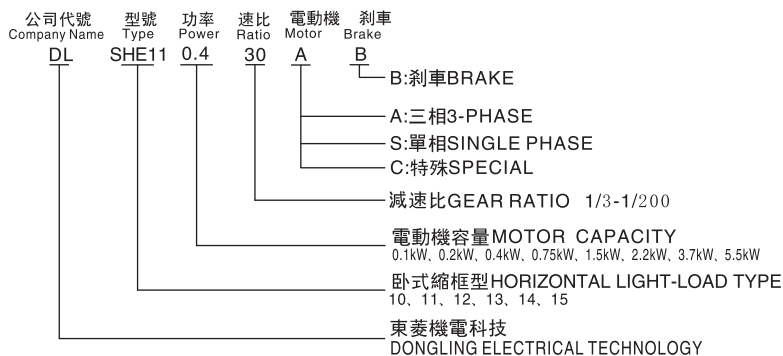 公司代號 型號 功率 速比 電動機 刹車
Company Name Type Power Ratio Motor Brake
DL SHE11 0.4 30 A B
B:刹車BRAKE
A:三相3-PHASE
S:單相SINGLE PHASE
C:特殊SPECIAL
減速比GEAR RATIO 1/3-1/200
電動機容量MOTOR CAPACITY
0.1kW、0.2kW、0.4kW、0.75kW、1.5kW、2.2kW、3.7kW、5.5kW
卧式縮框型HORIZONTAL LIGHT-LOAD TYPE
10、11、12、13、14、15
東菱機電科技
DONGLING ELECTRICAL TECHNOLOGY